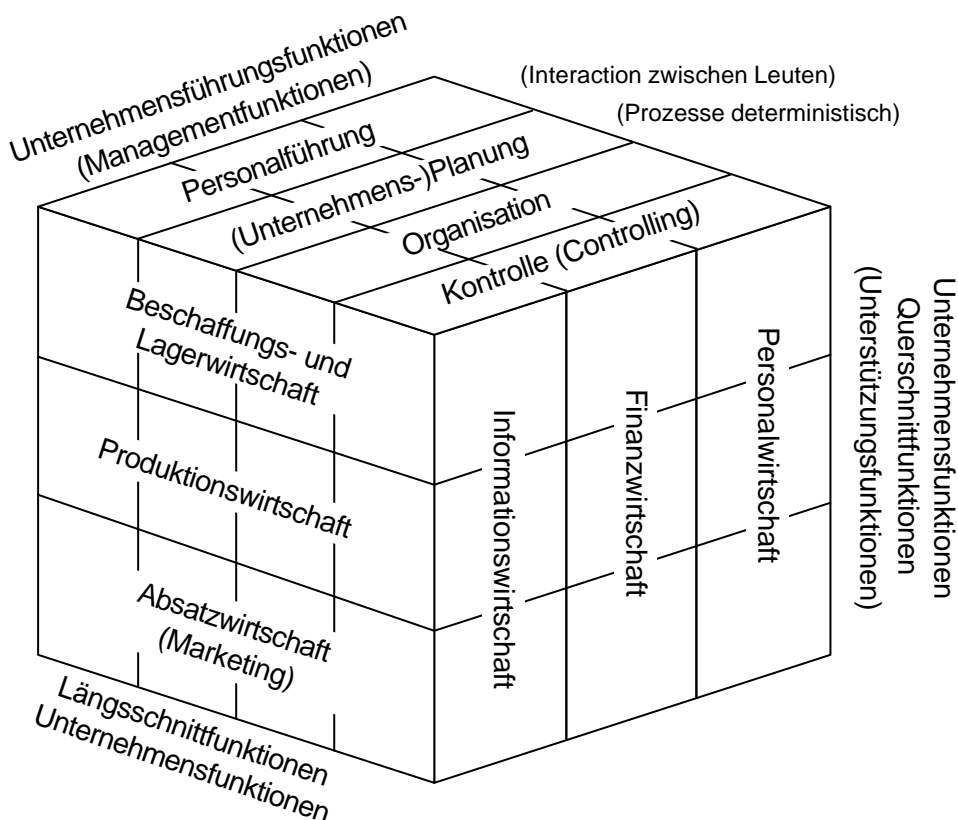 Unternehmensführungsfunktionen
(Managementfunktionen)
(Interaction zwischen Leuten)
(Prozesse deterministisch)
Personalführung
(Unternehmens-)Planung
Organisation
Kontrolle (Controlling)
Beschaffungs- und
Lagerwirtschaft
Produktionswirtschaft
Absatzwirtschaft
(Marketing)
Informationswirtschaft
Finanzwirtschaft
Personalwirtschaft
Unternehmensfunktionen
Querschnittfunktionen
(Unterstützungsfunktionen)
Längsschnittfunktionen
Unternehmensfunktionen